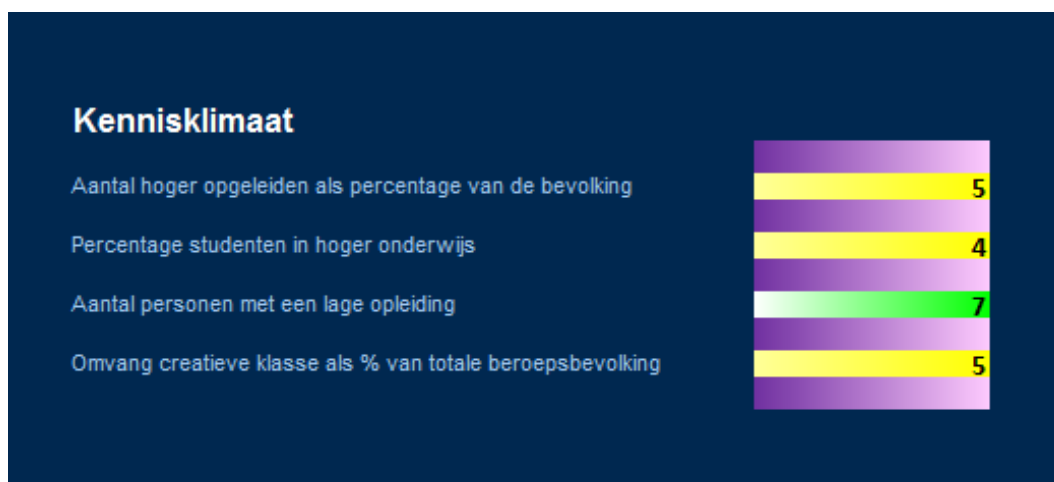 Kennisklimaat
Aantal hoger opgeleiden als percentage van de bevolking 5
Percentage studenten in hoger onderwijs 4
Aantal personen met een lage opleiding 7
Omvang creatieve klasse als % van totale beroepsbevolking 5